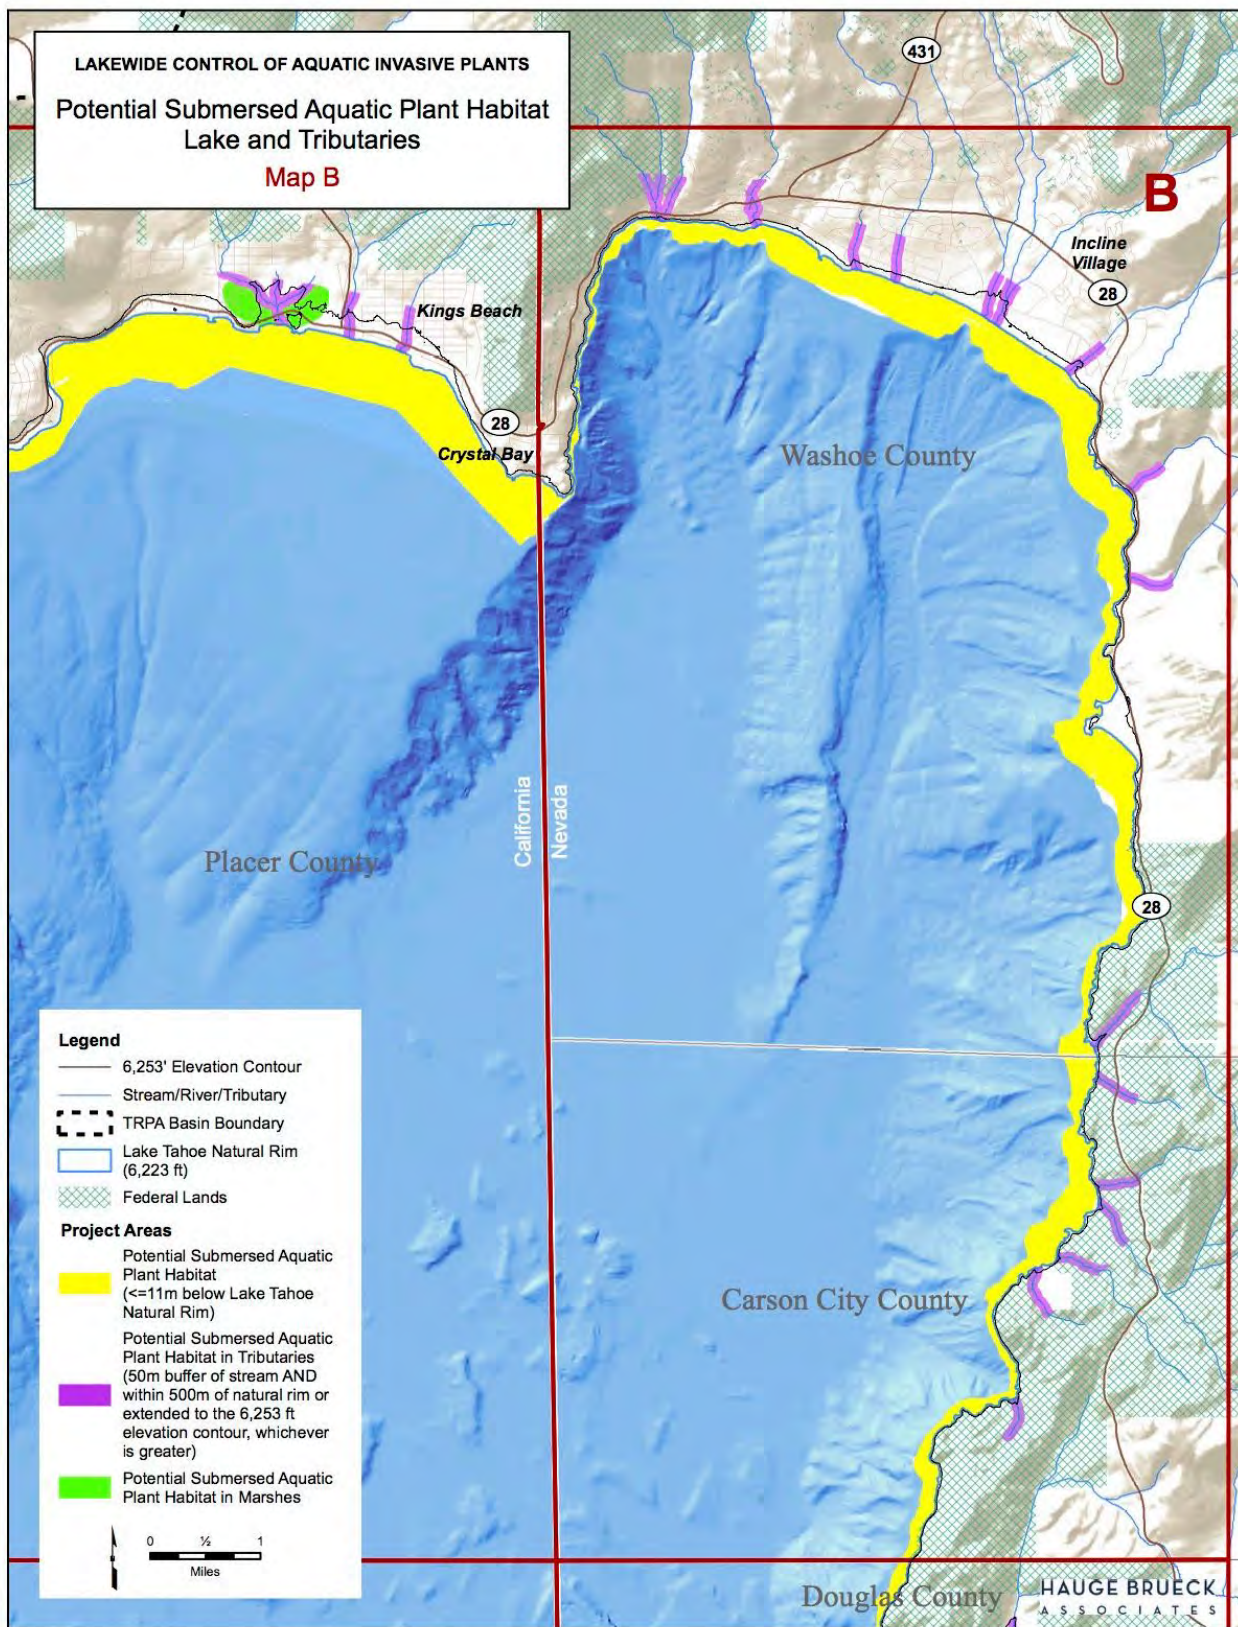 LAKEWIDE CONTROL OF AQUATIC INVASIVE PLANTS
Potential Submersed Aquatic Plant Habitat
Lake and Tributaries
Map B
431
B
Incline
Village
28
Kings Beach
28
Crystal Bay
Washoe County
California
Nevada
Placer County
28
Legend
6,253' Elevation Contour
Stream/River/Tributary
TRPA Basin Boundary
Lake Tahoe Natural Rim
(6,223 ft)
Federal Lands
Project Areas
Potential Submersed Aquatic
Plant Habitat
(<=11m below Lake Tahoe
Natural Rim)
Potential Submersed Aquatic
Plant Habitat in Tributaries
(50m buffer of stream AND
within 500m of natural rim or
extended to the 6,253 ft
elevation contour, whichever
is greater)
Potential Submersed Aquatic
Plant Habitat in Marshes
0 ½ 1
Miles
Carson City County
Douglas County
HAUGE BRUECK
ASSOCIATES